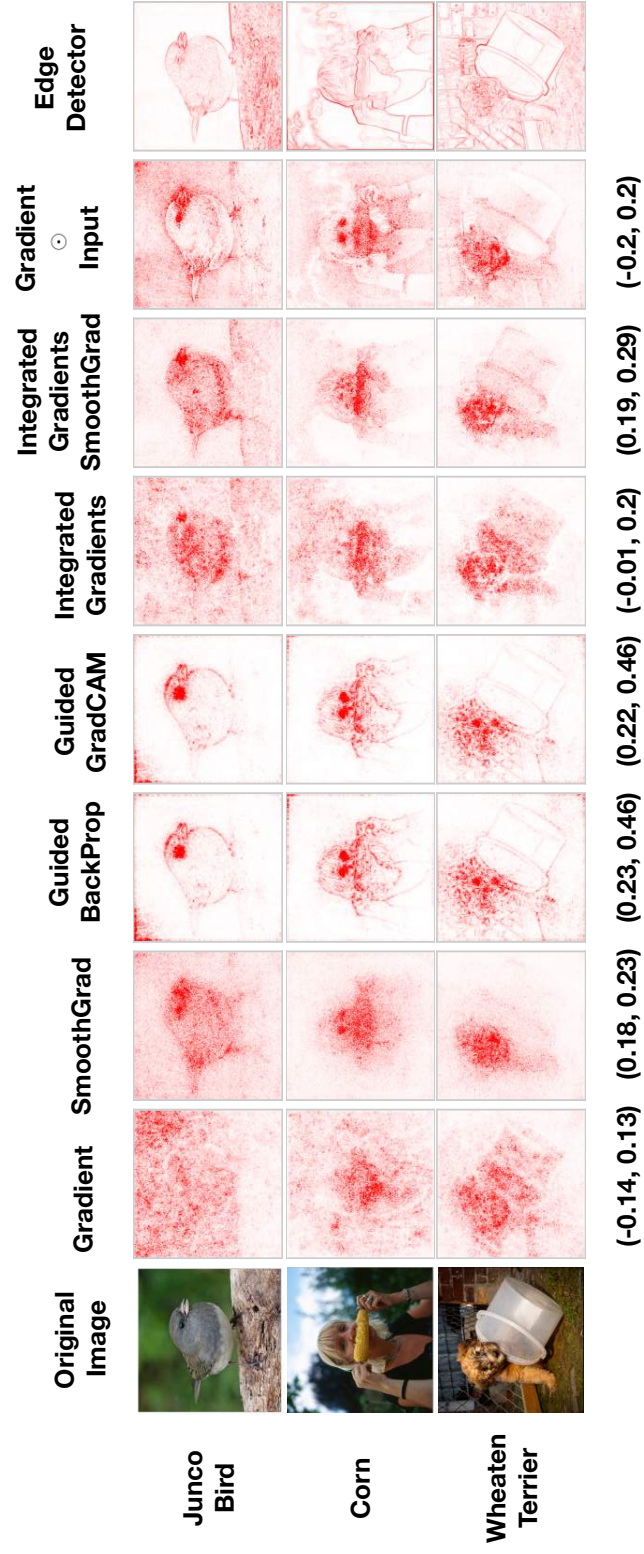 Original
Image
Gradient
SmoothGrad
Guided
BackProp
Guided
GradCAM
Integrated
Gradients
Integrated
Gradients
SmoothGrad
Gradient
⊙
Input
Edge
Detector
Junco
Bird
Corn
Wheaten
Terrier
(-0.14, 0.13)
(0.18, 0.23)
(0.23, 0.46)
(0.22, 0.46)
(-0.01, 0.2)
(0.19, 0.29)
(-0.2, 0.2)